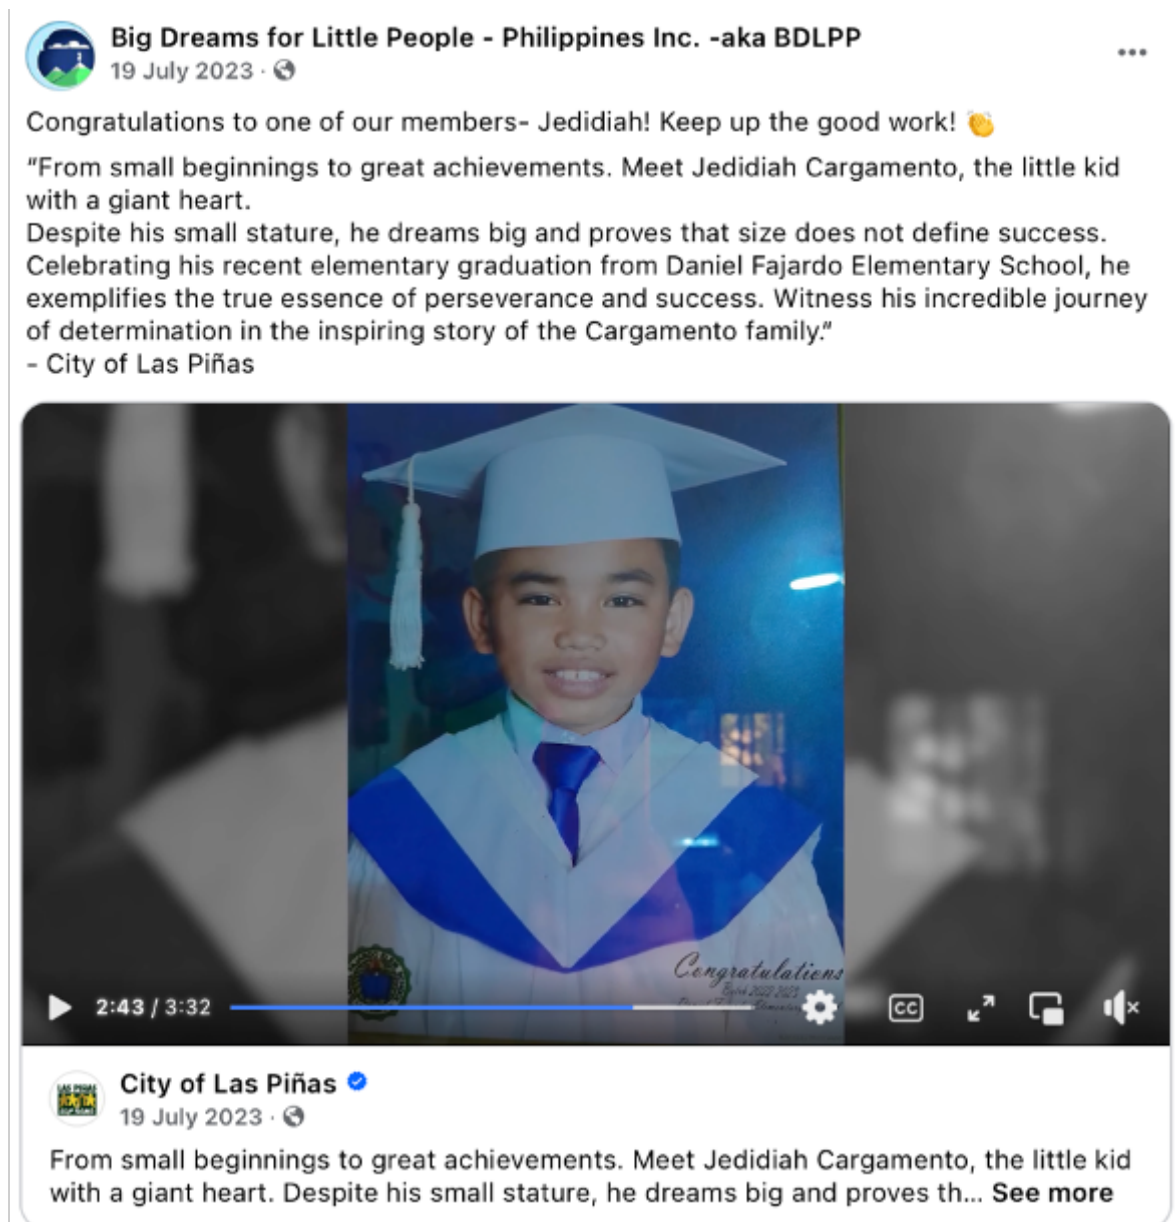 Big Dreams for Little People - Philippines Inc. -aka BDLPP
19 July 2023 ·
Congratulations to one of our members- Jedidiah! Keep up the good work! 👏
"From small beginnings to great achievements. Meet Jedidiah Cargamento, the little kid
with a giant heart.
Despite his small stature, he dreams big and proves that size does not define success.
Celebrating his recent elementary graduation from Daniel Fajardo Elementary School, he
exemplifies the true essence of perseverance and success. Witness his incredible journey
of determination in the inspiring story of the Cargamento family."
- City of Las Piñas
Congratulations
Batch 2022-2023
2:43 / 3:32
CC
LAS PIÑAS
City of Las Piñas
19 July 2023 ·
From small beginnings to great achievements. Meet Jedidiah Cargamento, the little kid
with a giant heart. Despite his small stature, he dreams big and proves th... See more